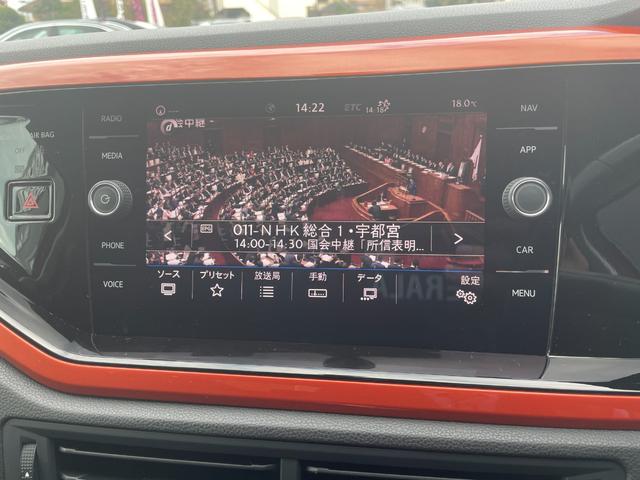 RADIO
MEDIA
PHONE
VOICE
AIR BAG
OFF
14:22
ETC 14:18
18.0℃
会中継
EPG
011-NHK総合1・宇都宮
14:00-14:30 国会中継「所信表明...
ソース
プリセット
放送局
手動
データ
設定
NAV
APP
CAR
MENU